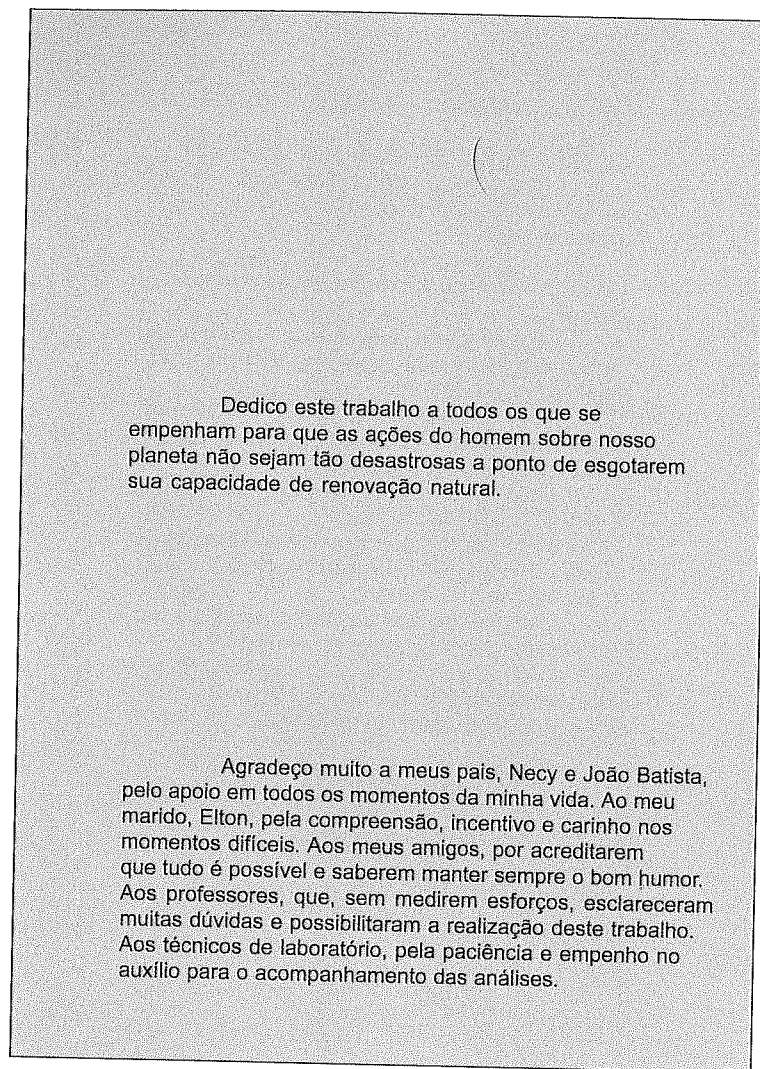 Dedico este trabalho a todos os que se
empenham para que as ações do homem sobre nosso
planeta não sejam tão desastrosas a ponto de esgotarem
sua capacidade de renovação natural.
Agradeço muito a meus pais, Necy e João Batista,
pelo apoio em todos os momentos da minha vida. Ao meu
marido, Elton, pela compreensão, incentivo e carinho nos
momentos difíceis. Aos meus amigos, por acreditarem
que tudo é possível e saberem manter sempre o bom humor.
Aos professores, que, sem medirem esforços, esclareceram
muitas dúvidas e possibilitaram a realização deste trabalho.
Aos técnicos de laboratório, pela paciência e empenho no
auxílio para o acompanhamento das análises.